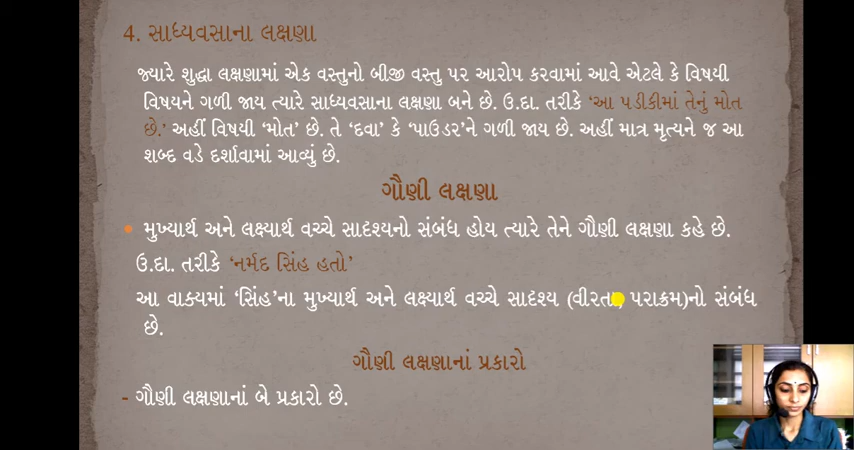 4. સાધ્યવસાના લક્ષણા
જ્યારે શુદ્ધા લક્ષણામાં એક વસ્તુનો બીજી વસ્તુ પર આરોપ કરવામાં આવે એટલે કે વિષયી
વિષયને ગળી જાય ત્યારે સાધ્યવસાના લક્ષણા બને છે. ઉ.દા. તરીકે ‘આ પડીકીમાં તેનું મોત
છે.’ અહીં વિષયી ‘મોત’ છે. તે ‘દવા’ કે ‘પાઉડર’ને ગળી જાય છે. અહીં માત્ર મૃત્યને જ આ
શબ્દ વડે દર્શાવામાં આવ્યું છે.
ગૌણી લક્ષણા
• મુખ્યાર્થ અને લક્ષ્યાર્થ વચ્ચે સાદૃશ્યનો સંબંધ હોય ત્યારે તેને ગૌણી લક્ષણા કહે છે.
ઉ.દા. તરીકે ‘નર્મદ સિંહ હતો’
આ વાક્યમાં ‘સિંહ’ના મુખ્યાર્થ અને લક્ષ્યાર્થ વચ્ચે સાદૃશ્ય (વીરતા, પરાક્રમ)નો સંબંધ
છે.
ગૌણી લક્ષણાનાં પ્રકારો
- ગૌણી લક્ષણાનાં બે પ્રકારો છે.